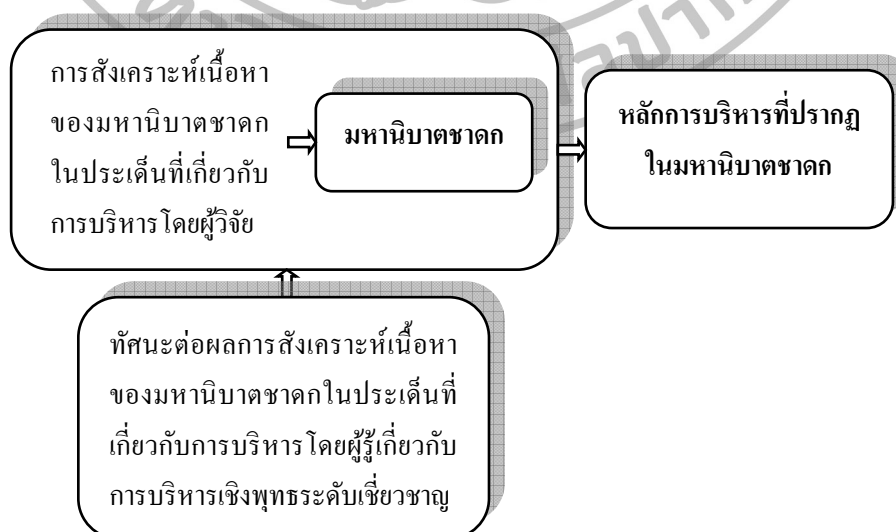 การสังเคราะห์เนื้อหา
ของมหานิบาตชาดก
ในประเด็นที่เกี่ยวกับ
การบริหารโดยผู้วิจัย
มหานิบาตชาดก
หลักการบริหารที่ปรากฏ
ในมหานิบาตชาดก
ทัศนะต่อผลการสังเคราะห์เนื้อหา
ของมหานิบาตชาดกในประเด็นที่
เกี่ยวกับการบริหารโดยผู้รู้เกี่ยวกับ
การบริหารเชิงพุทธระดับเชี่ยวชาญ